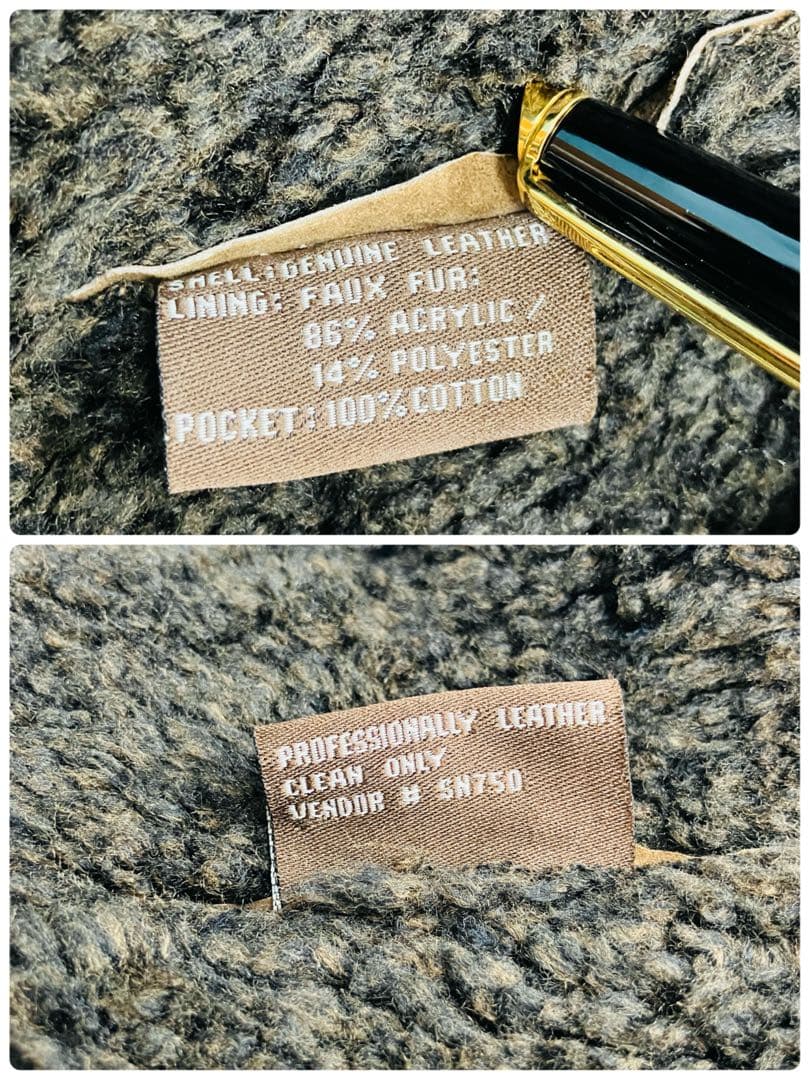 SHELL: GENUINE LEATHER
LINING: FAUX FUR:
86% ACRYLIC /
14% POLYESTER
POCKET: 100% COTTON
PROFESSIONALLY LEATHER
CLEAN ONLY
VENDOR # SN750